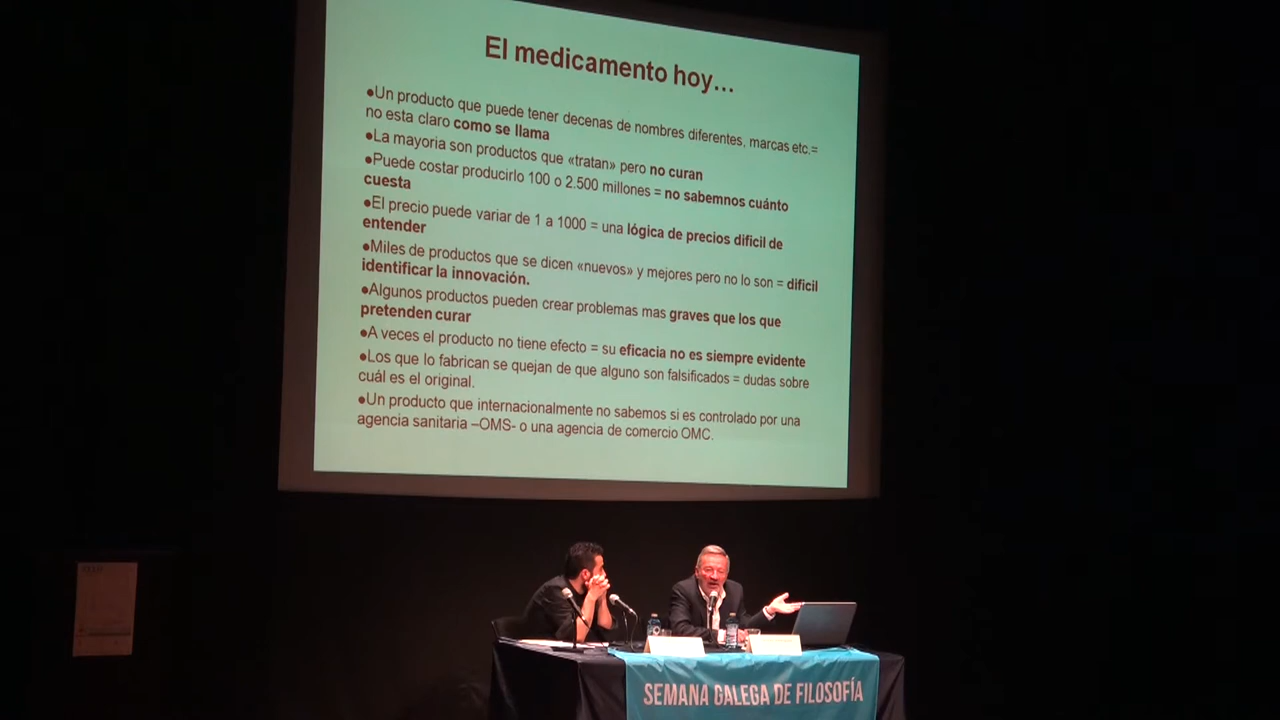 El medicamento hoy...
●Un producto que puede tener decenas de nombres diferentes, marcas etc.=
no esta claro como se llama
●La mayoria son productos que «tratan» pero no curan
●Puede costar producirlo 100 o 2.500 millones = no sabemnos cuánto
cuesta
●El precio puede variar de 1 a 1000 = una lógica de precios dificil de
entender
●Miles de productos que se dicen «nuevos» y mejores pero no lo son = dificil
identificar la innovación.
●Algunos productos pueden crear problemas mas graves que los que
pretenden curar
●A veces el producto no tiene efecto = su eficacia no es siempre evidente
●Los que lo fabrican se quejan de que alguno son falsificados = dudas sobre
cuál es el original.
●Un producto que internacionalmente no sabemos si es controlado por una
agencia sanitaria –OMS- o una agencia de comercio OMC.
SEMANA GALEGA DE FILOSOFÍA